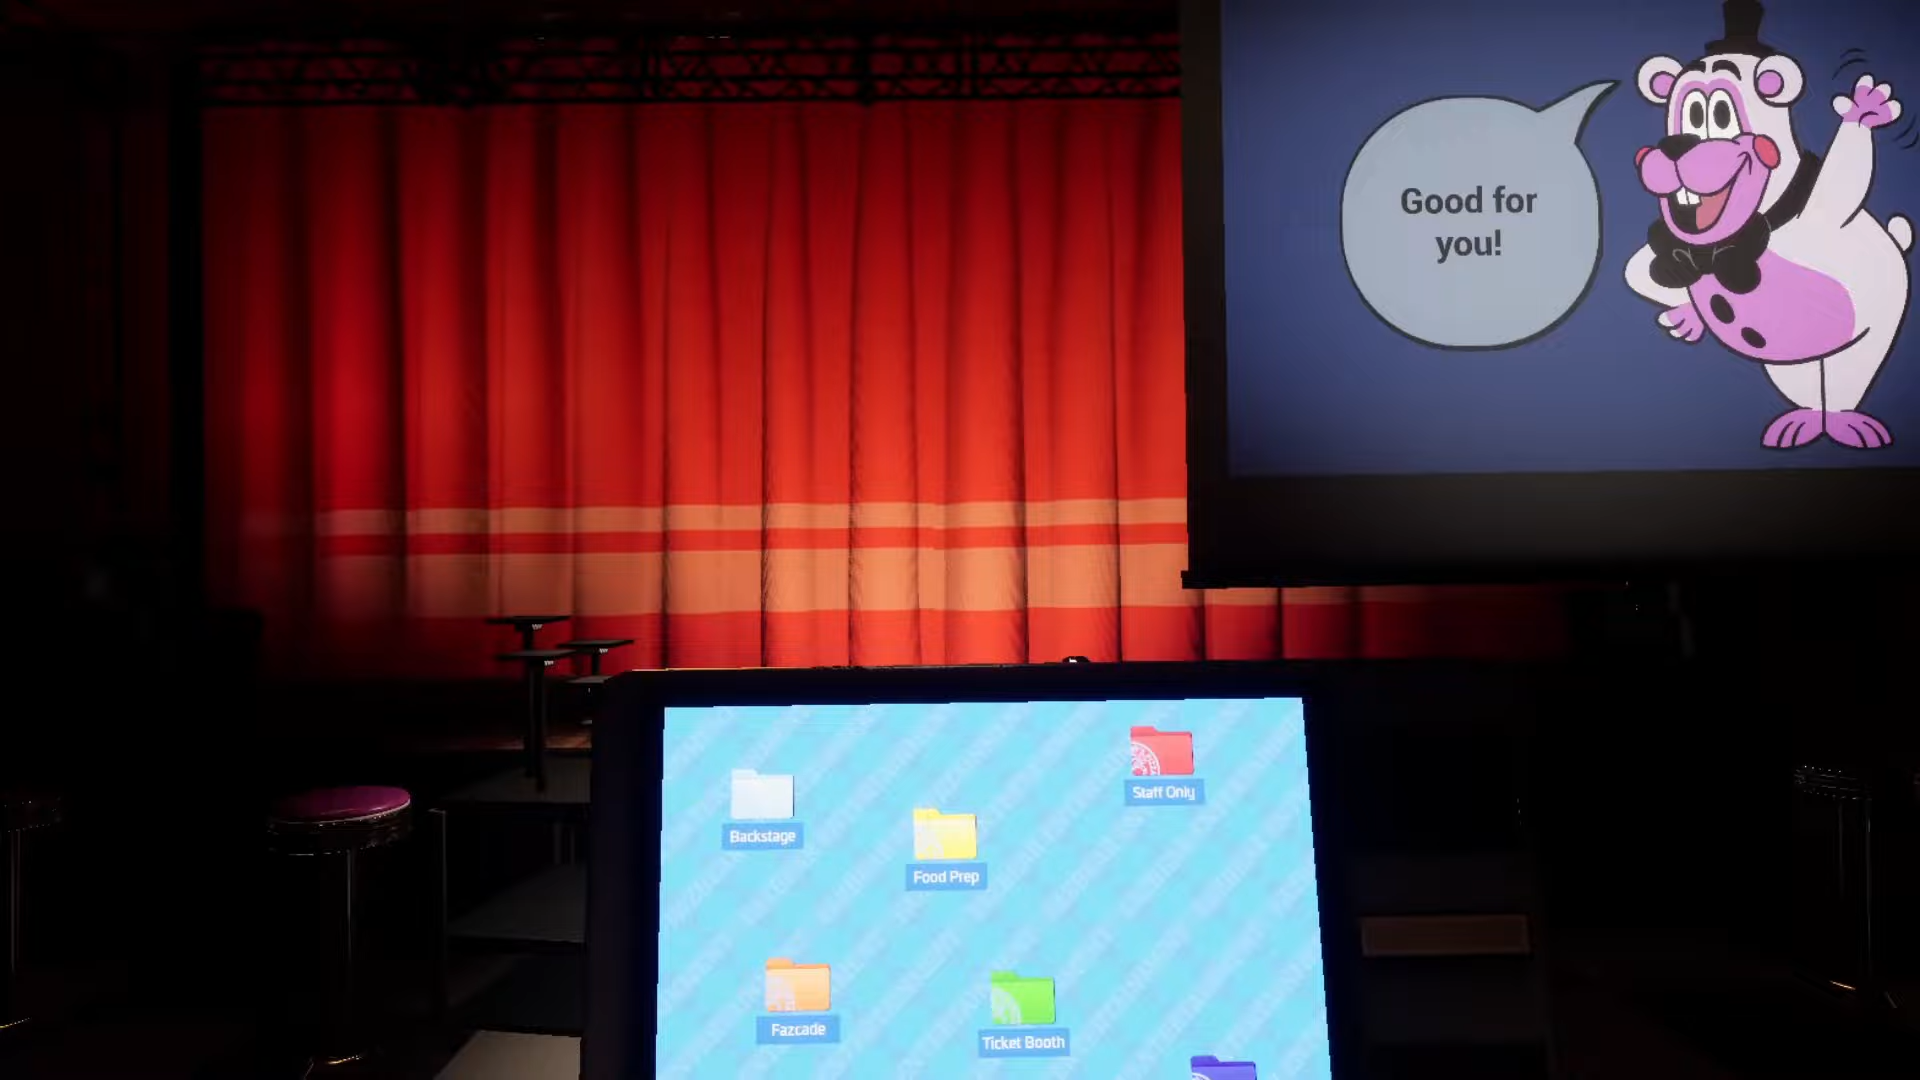 Good for
you!
Staff Only
Backstage
Food Prep
Fazcade
Ticket Booth